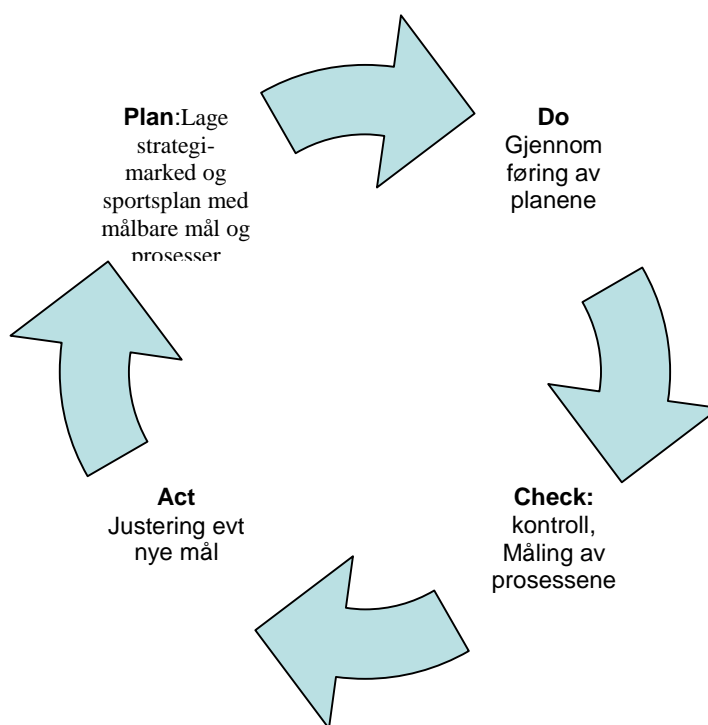 Plan:Lage
strategi-
marked og
sportsplan med
målbare mål og
prosesser
Do
Gjennom
føring av
planene
Check:
kontroll,
Måling av
prosessene
Act
Justering evt
nye mål